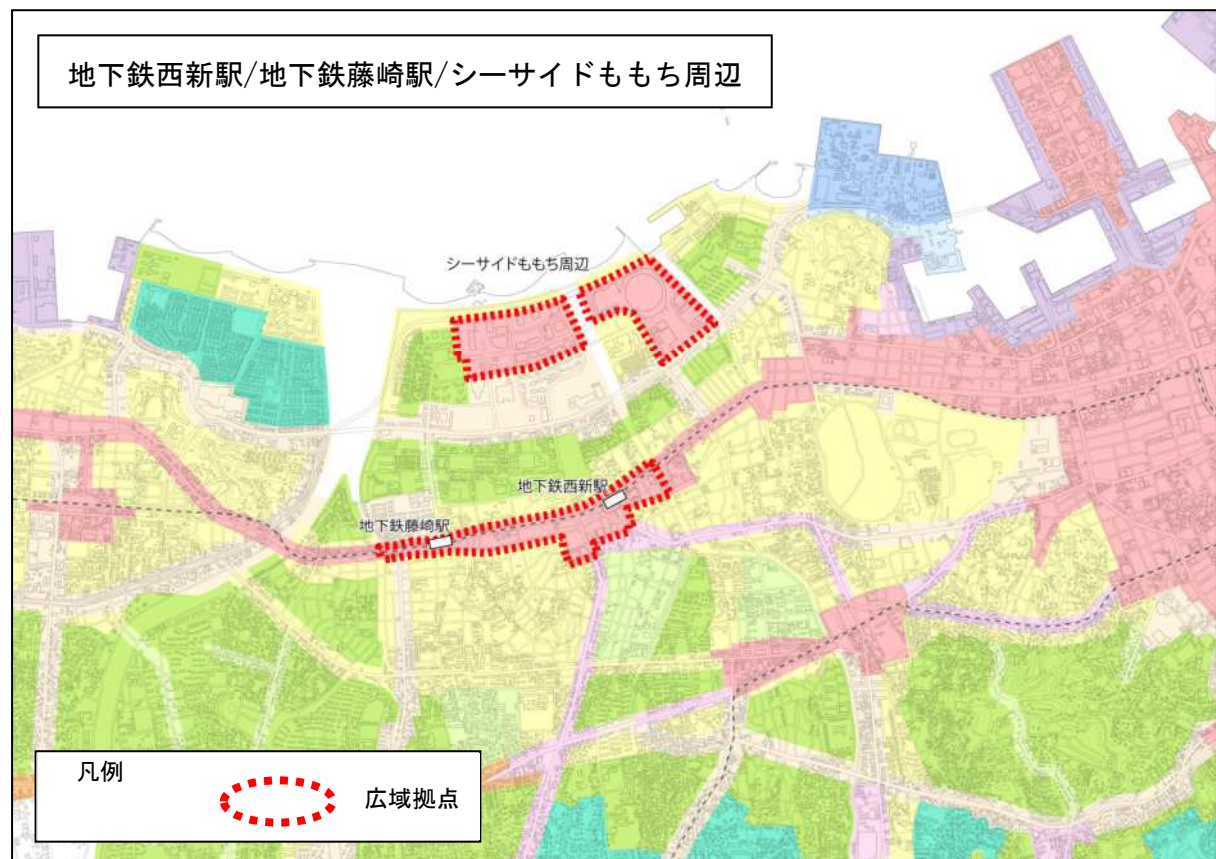 地下鉄西新駅/地下鉄藤崎駅/シーサイドももち周辺
シーサイドももち周辺
地下鉄西新駅
地下鉄藤崎駅
凡例
広域拠点